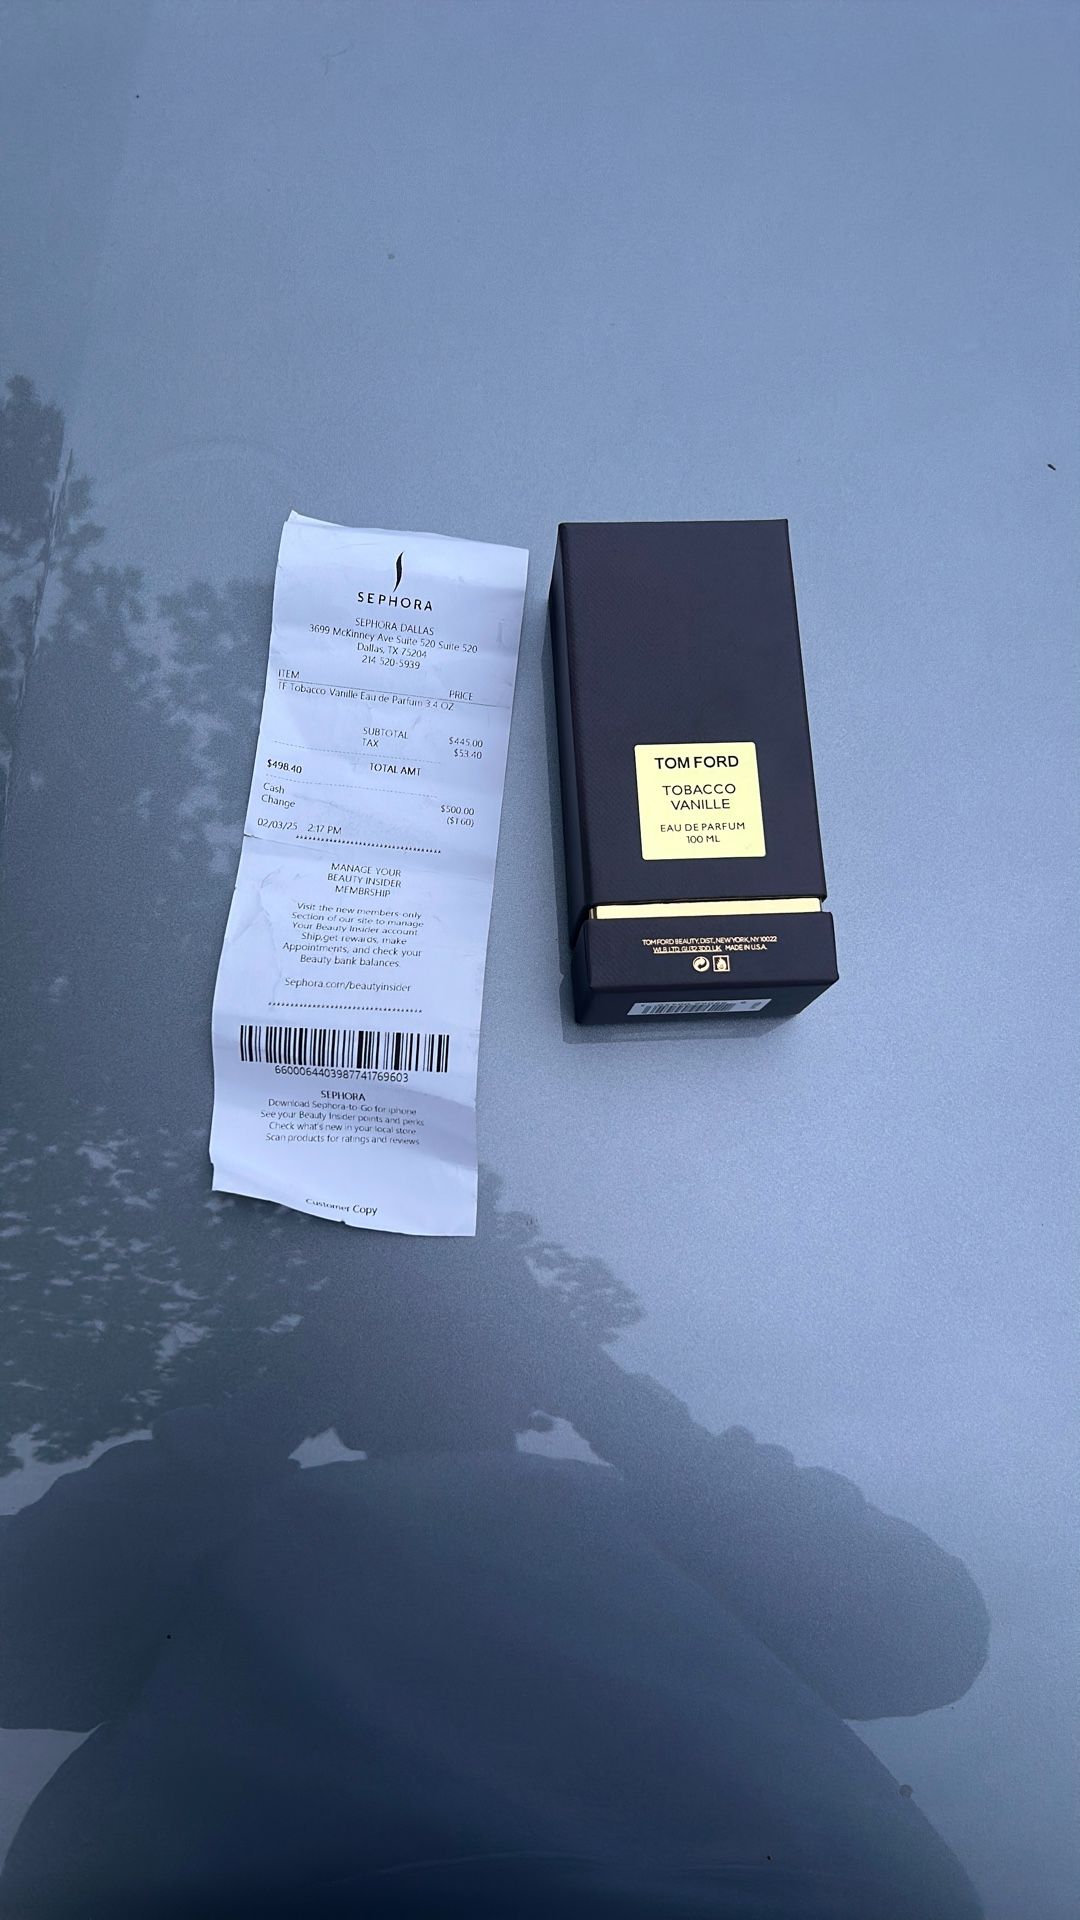 SEPHORA
SEPHORA DALLAS
3699 McKinney Ave Suite 520 Suite 520
Dallas, TX 75204
214 520-5939
ITEM PRICE
TF Tobacco Vanille Eau de Parfum 3.4 OZ
SUBTOTAL $445.00
TAX $53.40
$498.40 TOTAL AMT
Cash $500.00
Change ($1.60)
02/03/25 2:17 PM
MANAGE YOUR
BEAUTY INSIDER
MEMBRSHIP
Visit the new members-only
Section of our site to manage
Your Beauty Insider account
Ship,get rewards, make
Appointments, and check your
Beauty bank balances.
Sephora.com/beautyinsider
6600064403987741769603
SEPHORA
Download Sephora-to-Go for iphone
See your Beauty Insider points and perks
Check what's new in your local store
Scan products for ratings and reviews
Customer Copy
TOM FORD
TOBACCO
VANILLE
EAU DE PARFUM
100 ML
TOM FORD BEAUTY, DIST., NEW YORK, NY 10022
MADE IN U.S.A.